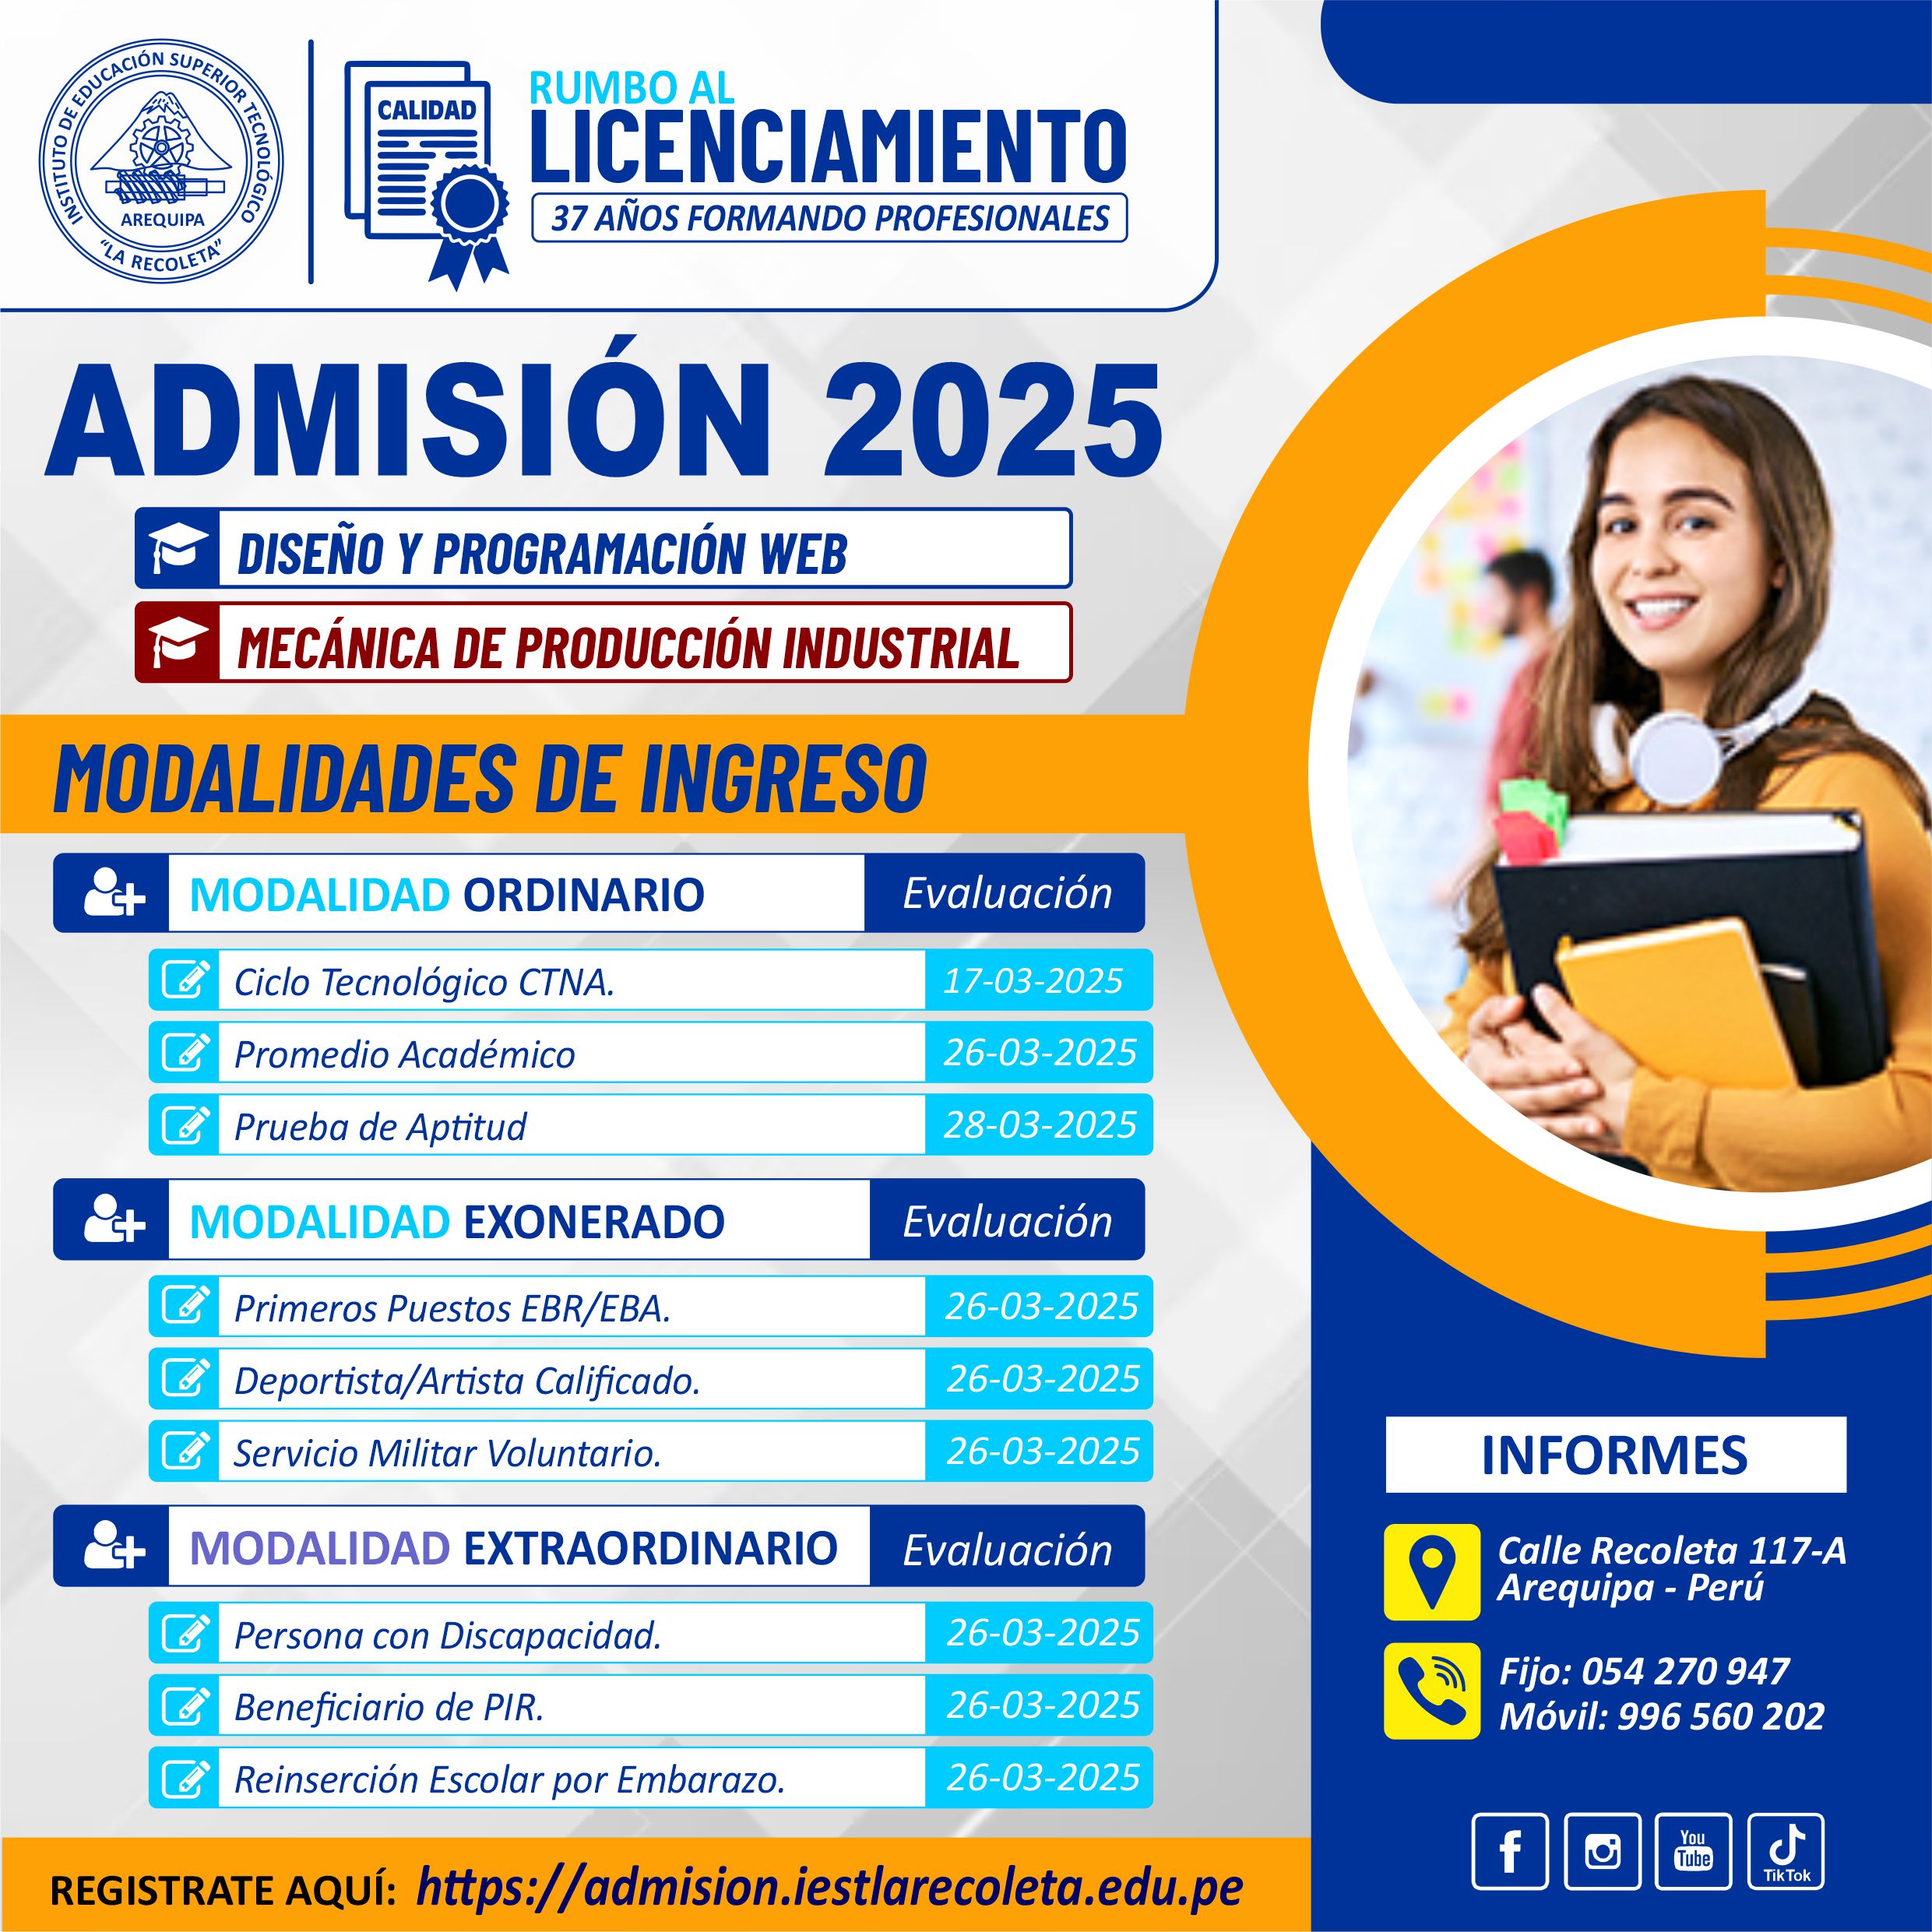 INSTITUTO DE EDUCACIÓN SUPERIOR TECNOLÓGICO
AREQUIPA
"LA RECOLETA"
CALIDAD
RUMBO AL
LICENCIAMIENTO
37 AÑOS FORMANDO PROFESIONALES
ADMISIÓN 2025
DISEÑO Y PROGRAMACIÓN WEB
MECÁNICA DE PRODUCCIÓN INDUSTRIAL
MODALIDADES DE INGRESO
MODALIDAD ORDINARIO Evaluación
Ciclo Tecnológico CTNA. 17-03-2025
Promedio Académico 26-03-2025
Prueba de Aptitud 28-03-2025
MODALIDAD EXONERADO Evaluación
Primeros Puestos EBR/EBA. 26-03-2025
Deportista/Artista Calificado. 26-03-2025
Servicio Militar Voluntario. 26-03-2025
MODALIDAD EXTRAORDINARIO Evaluación
Persona con Discapacidad. 26-03-2025
Beneficiario de PIR. 26-03-2025
Reinserción Escolar por Embarazo. 26-03-2025
REGISTRATE AQUÍ: https://admision.iestlarecoleta.edu.pe
INFORMES
Calle Recoleta 117-A
Arequipa - Perú
Fijo: 054 270 947
Móvil: 996 560 202
f
You
Tube
TikTok